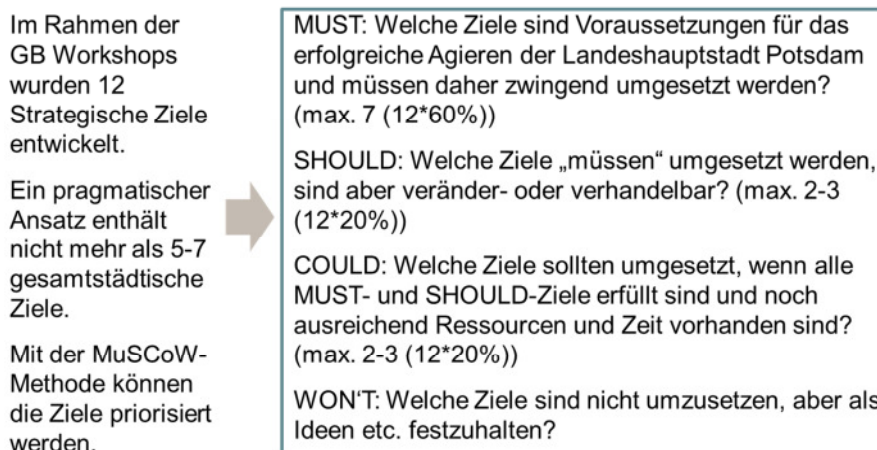 Im Rahmen der
GB Workshops
wurden 12
Strategische Ziele
entwickelt.
Ein pragmatischer
Ansatz enthält
nicht mehr als 5-7
gesamtstädtische
Ziele.
Mit der MuSCoW-
Methode können
die Ziele priorisiert
werden.
MUST: Welche Ziele sind Voraussetzungen für das
erfolgreiche Agieren der Landeshauptstadt Potsdam
und müssen daher zwingend umgesetzt werden?
(max. 7 (12*60%))
SHOULD: Welche Ziele „müssen“ umgesetzt werden,
sind aber veränder- oder verhandelbar? (max. 2-3
(12*20%))
COULD: Welche Ziele sollten umgesetzt, wenn alle
MUST- und SHOULD-Ziele erfüllt sind und noch
ausreichend Ressourcen und Zeit vorhanden sind?
(max. 2-3 (12*20%))
WON'T: Welche Ziele sind nicht umzusetzen, aber als
Ideen etc. festzuhalten?